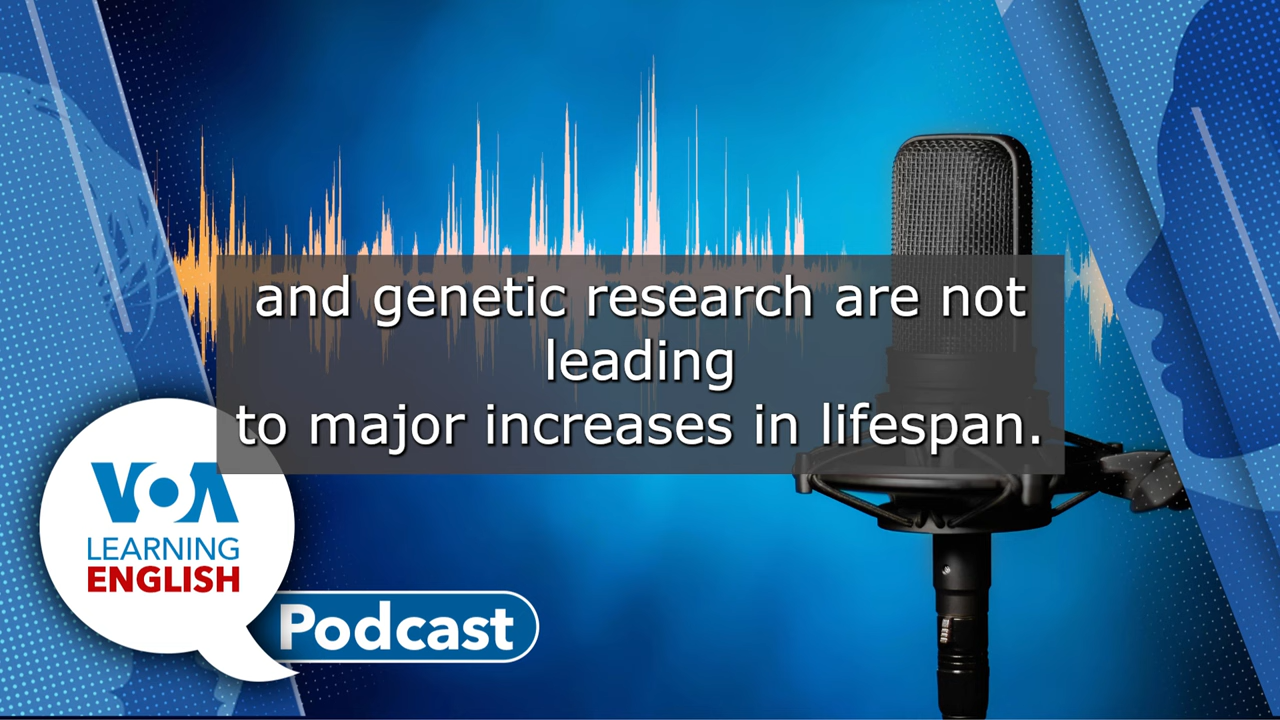 and genetic research are not
leading
to major increases in lifespan.
VOA
LEARNING
ENGLISH
Podcast